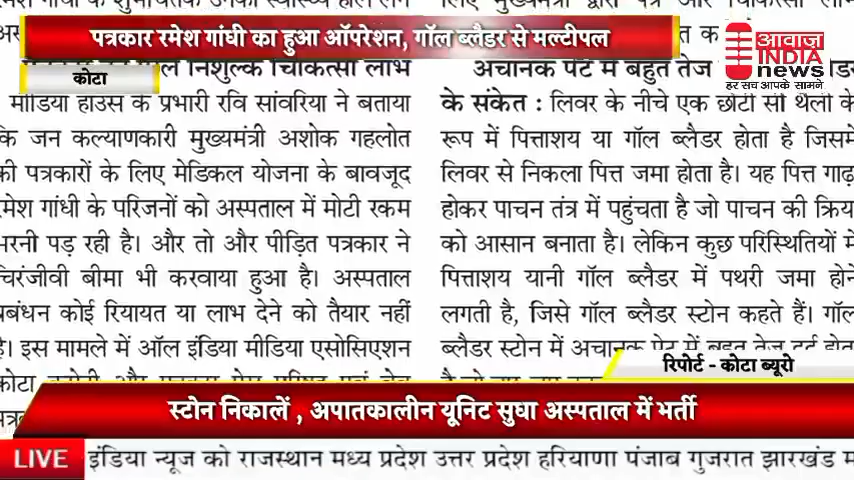 पत्रकार रमेश गांधी का हुआ ऑपरेशन, गॉल ब्लैडर से मल्टीपल
कोटा
आवाज़
INDIA
news
हर सच आपके सामने
निशुल्क चिकित्सा लाभ
मीडिया हाउस के प्रभारी रवि सांवरिया ने बताया
कि जन कल्याणकारी मुख्यमंत्री अशोक गहलोत
की पत्रकारों के लिए मेडिकल योजना के बावजूद
रमेश गांधी के परिजनों को अस्पताल में मोटी रकम
भरनी पड़ रही है। और तो और पीड़ित पत्रकार ने
चिरंजीवी बीमा भी करवाया हुआ है। अस्पताल
प्रबंधन कोई रियायत या लाभ देने को तैयार नहीं
है। इस मामले में ऑल इंडिया मीडिया एसोसिएशन
अचानक पेट में बहुत तेज
के संकेत : लिवर के नीचे एक छोटी सी थैली के
रूप में पित्ताशय या गॉल ब्लैडर होता है जिसमें
लिवर से निकला पित्त जमा होता है। यह पित्त गाढ़ा
होकर पाचन तंत्र में पहुंचता है जो पाचन की क्रिया
को आसान बनाता है। लेकिन कुछ परिस्थितियों में
पित्ताशय यानी गॉल ब्लैडर में पथरी जमा होने
लगती है, जिसे गॉल ब्लैडर स्टोन कहते हैं। गॉल
ब्लैडर स्टोन में अचानक पेट में बहुत तेज दर्द होता
रिपोर्ट - कोटा ब्यूरो
स्टोन निकालें , अपातकालीन यूनिट सुधा अस्पताल में भर्ती
LIVE
इंडिया न्यूज को राजस्थान मध्य प्रदेश उत्तर प्रदेश हरियाणा पंजाब गुजरात झारखंड